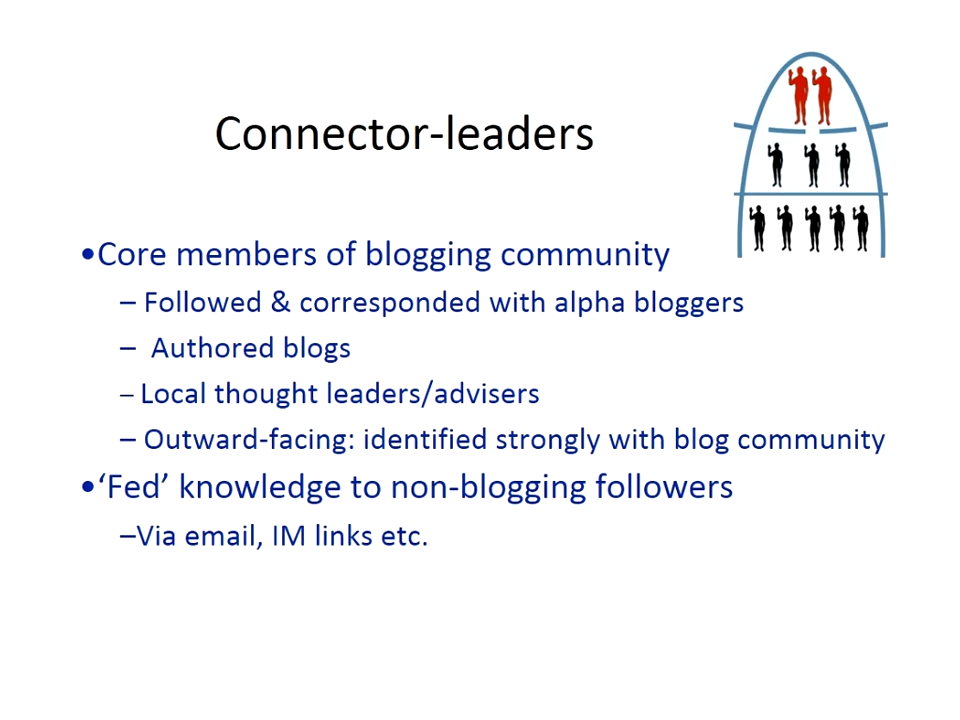 Connector-leaders
•Core members of blogging community
– Followed & corresponded with alpha bloggers
– Authored blogs
– Local thought leaders/advisers
– Outward-facing: identified strongly with blog community
•‘Fed’ knowledge to non-blogging followers
–Via email, IM links etc.